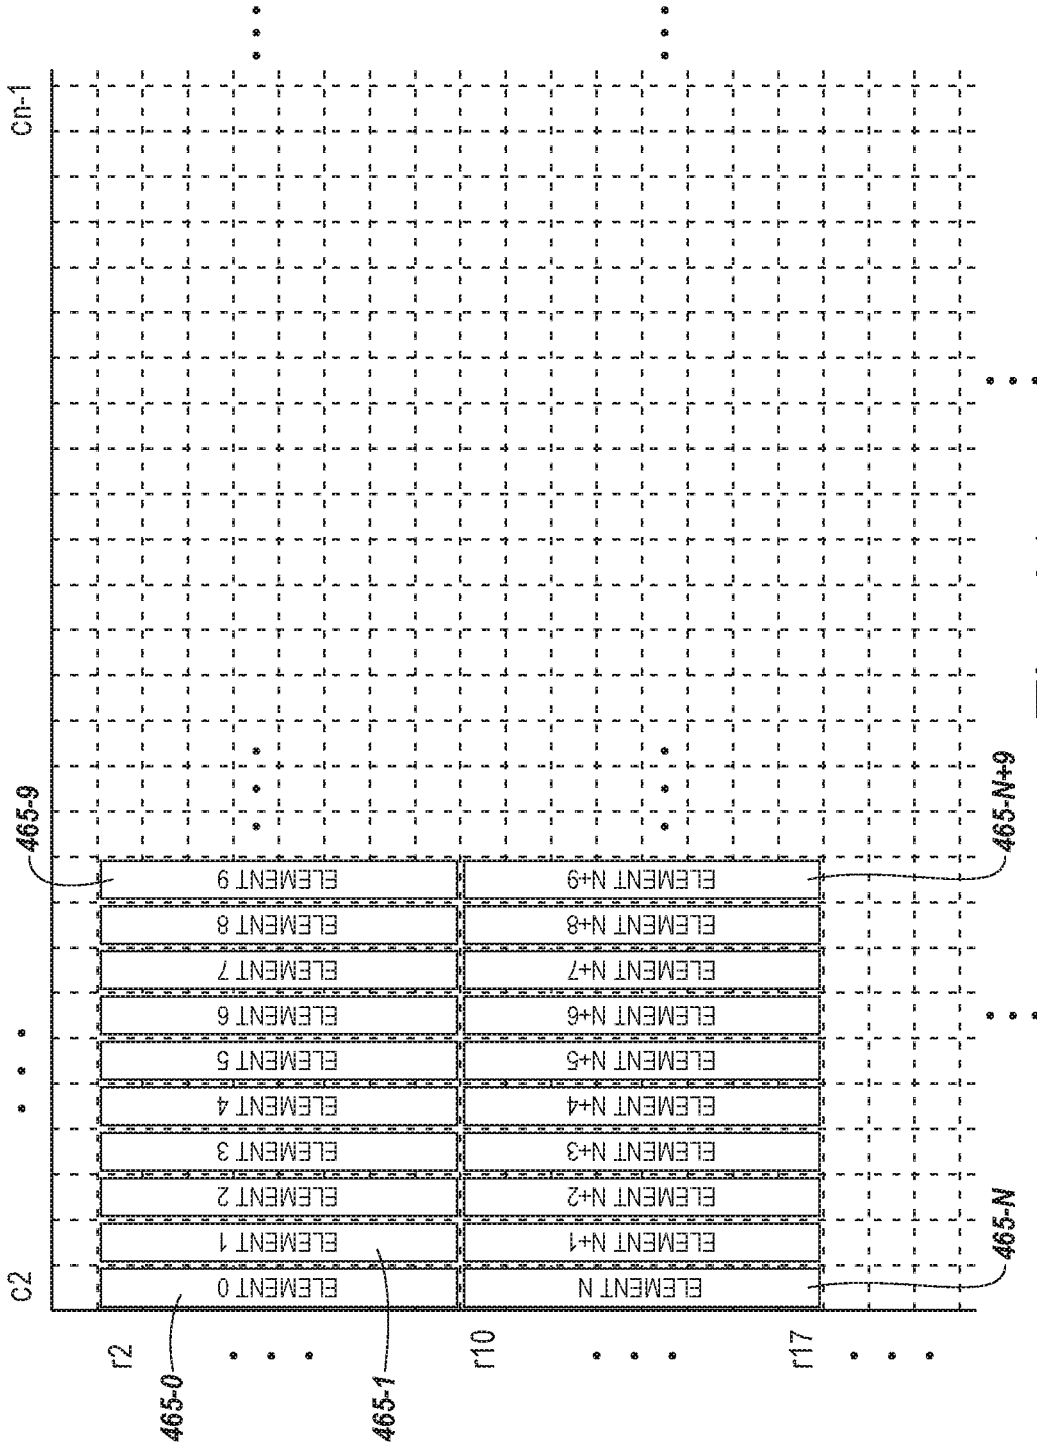 c2
cn-1
465-9
r2
465-0
465-1
ELEMENT 0
ELEMENT 1
ELEMENT 2
ELEMENT 3
ELEMENT 4
ELEMENT 5
ELEMENT 6
ELEMENT 7
ELEMENT 8
ELEMENT 9
r10
r17
ELEMENT N
ELEMENT N+1
ELEMENT N+2
ELEMENT N+3
ELEMENT N+4
ELEMENT N+5
ELEMENT N+6
ELEMENT N+7
ELEMENT N+8
ELEMENT N+9
465-N
465-N+9